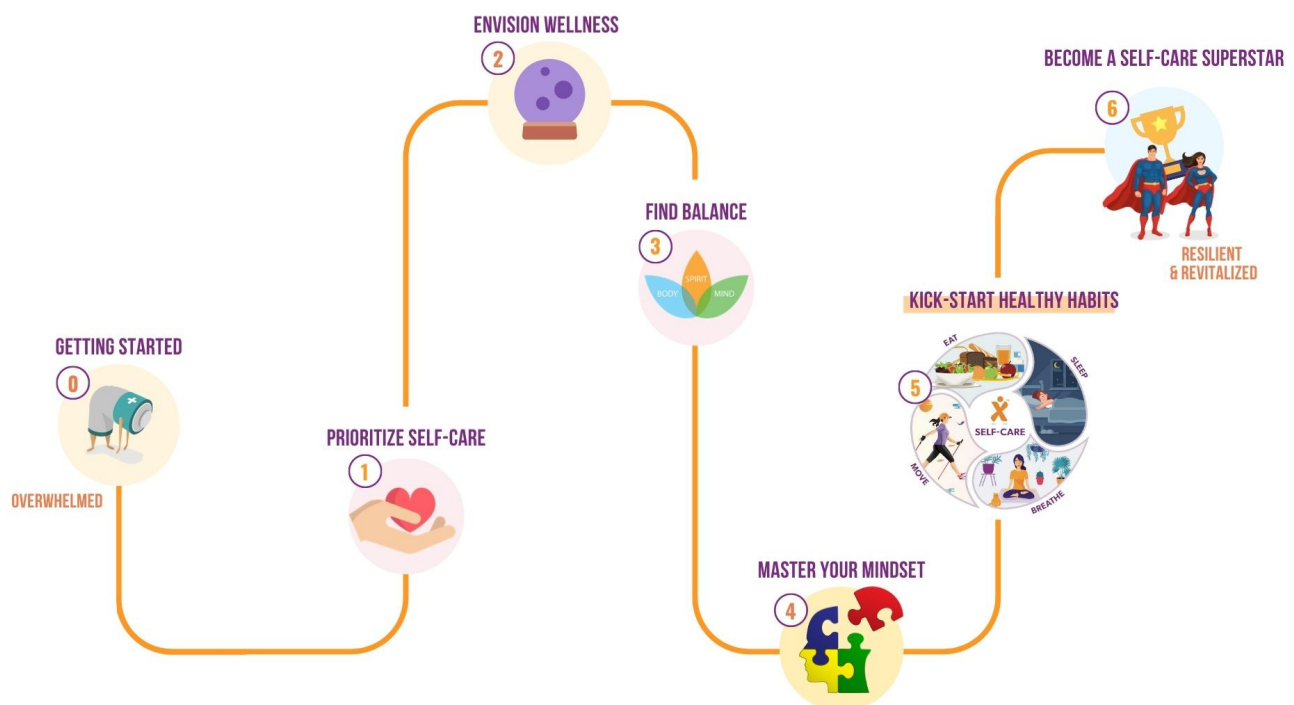 GETTING STARTED
0
OVERWHELMED
PRIORITIZE SELF-CARE
1
ENVISION WELLNESS
2
FIND BALANCE
3
SPIRIT
BODY
MIND
MASTER YOUR MINDSET
4
KICK-START HEALTHY HABITS
5
EAT
SLEEP
SELF-CARE
MOVE
BREATHE
BECOME A SELF-CARE SUPERSTAR
6
RESILIENT
& REVITALIZED